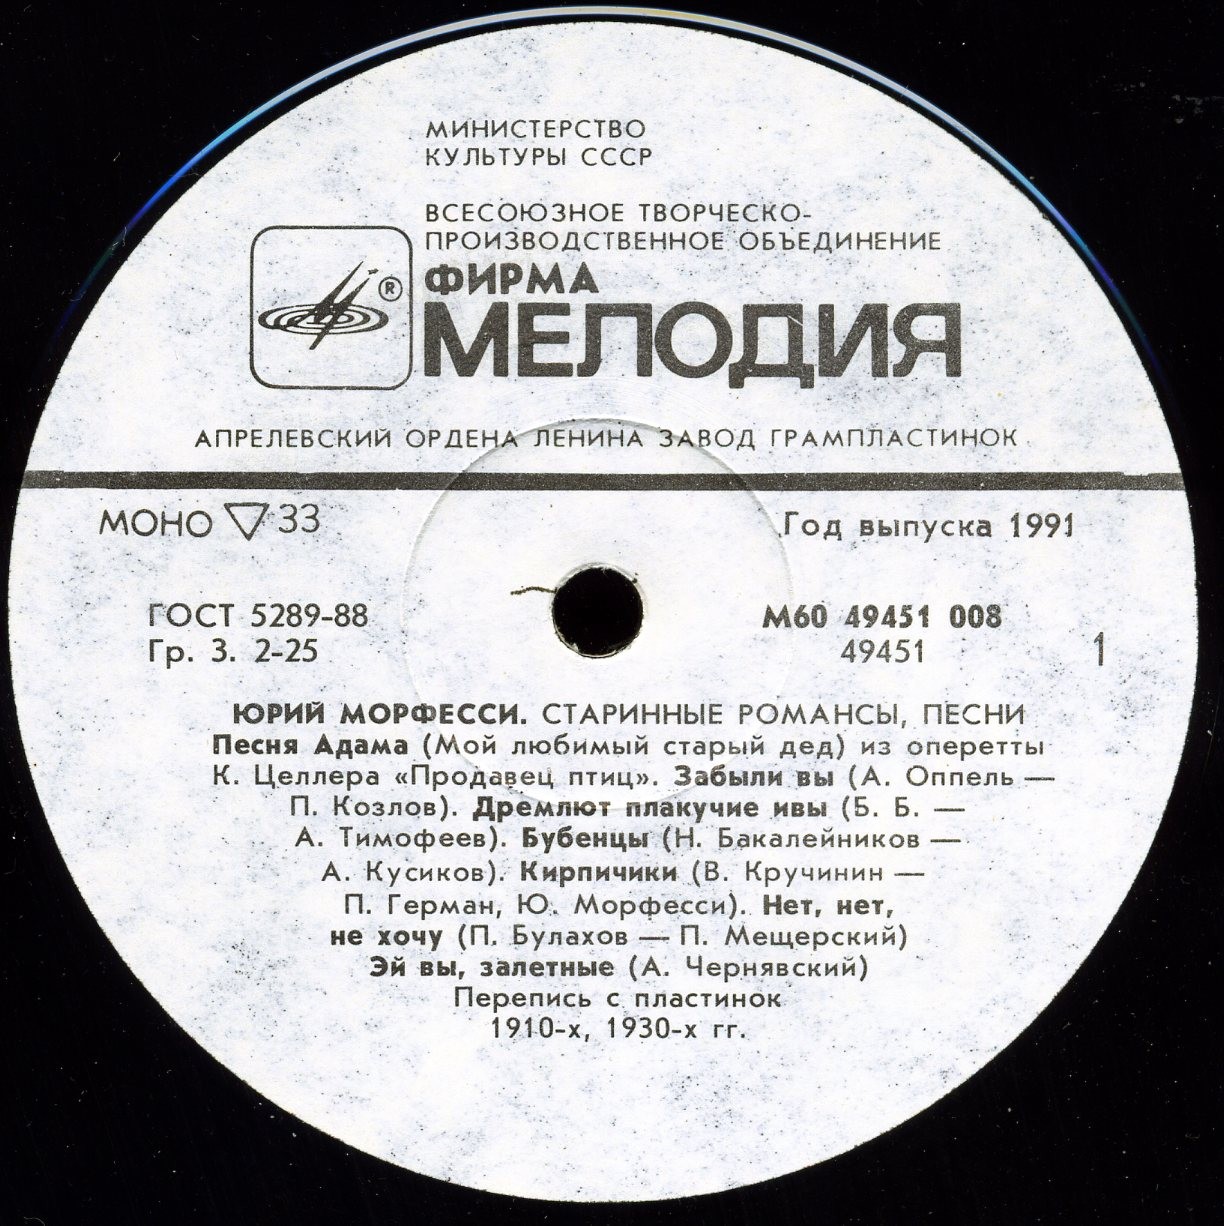 МИНИСТЕРСТВО
КУЛЬТУРЫ СССР
ВСЕСОЮЗНОЕ ТВОРЧЕСКО-
ПРОИЗВОДСТВЕННОЕ ОБЪЕДИНЕНИЕ
ФИРМА
®
МЕЛОДИЯ
АПРЕЛЕВСКИЙ ОРДЕНА ЛЕНИНА ЗАВОД ГРАМПЛАСТИНОК
МОНО ▽ 33
Год выпуска 1991
ГОСТ 5289-88
М60 49451 008
Гр. 3. 2-25
49451
1
ЮРИЙ МОРФЕССИ. СТАРИННЫЕ РОМАНСЫ, ПЕСНИ
Песня Адама (Мой любимый старый дед) из оперетты
К. Целлера «Продавец птиц». Забыли вы (А. Оппель —
П. Козлов). Дремлют плакучие ивы (Б. Б. —
А. Тимофеев). Бубенцы (Н. Бакалейников —
А. Кусиков). Кирпичики (В. Кручинин —
П. Герман, Ю. Морфесси). Нет, нет,
не хочу (П. Булахов — П. Мещерский)
Эй вы, залетные (А. Чернявский)
Перепись с пластинок
1910-х, 1930-х гг.